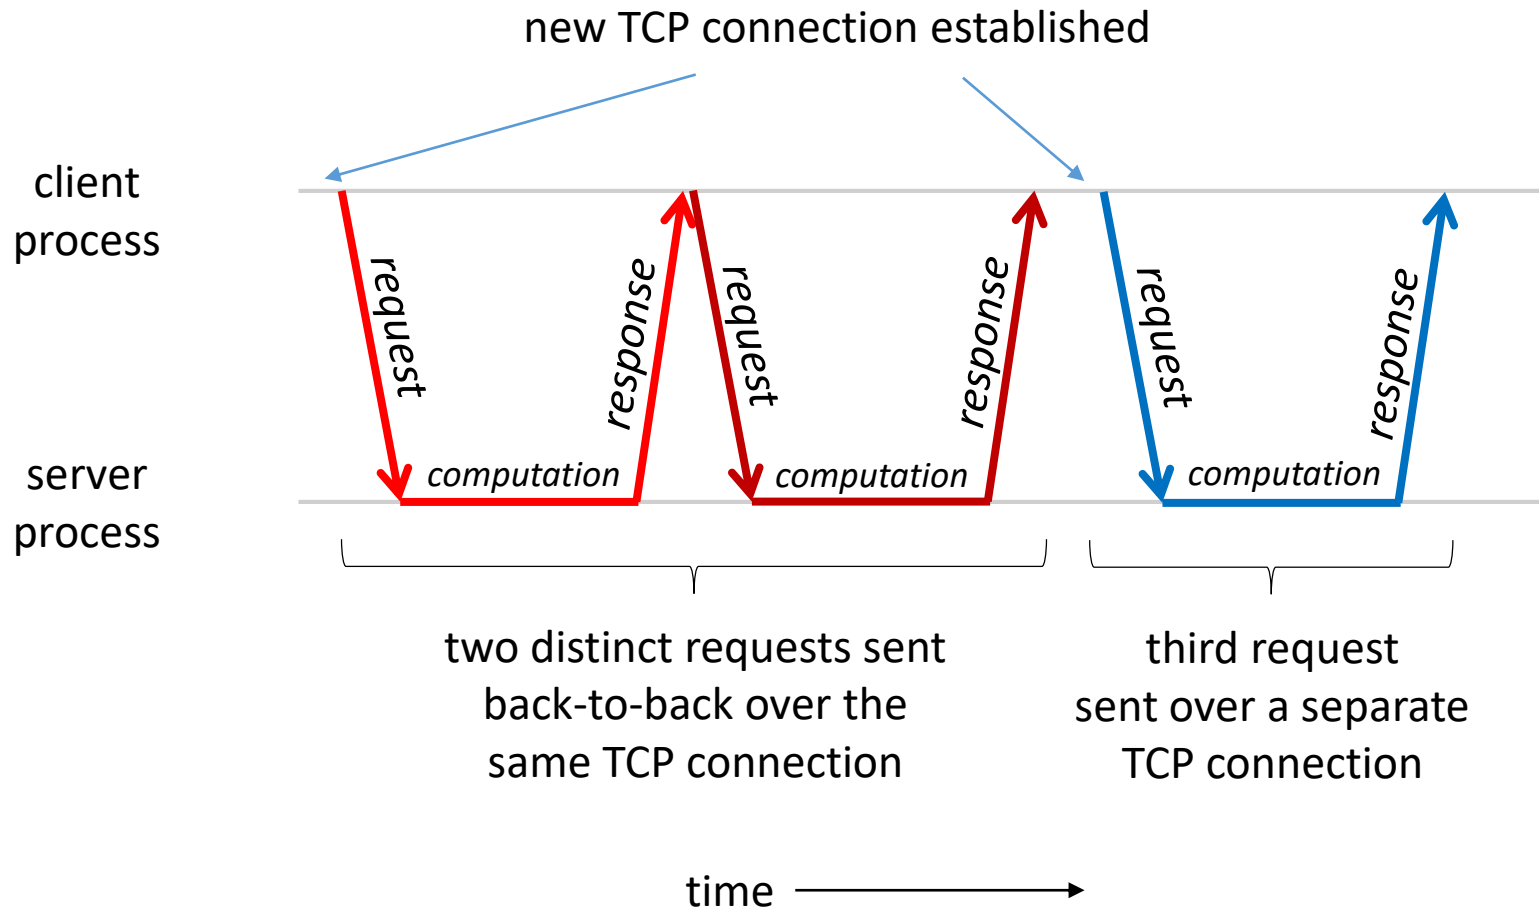 new TCP connection established
client
process
request
response
request
response
request
response
server
process
computation
computation
computation
two distinct requests sent
back-to-back over the
same TCP connection
third request
sent over a separate
TCP connection
time